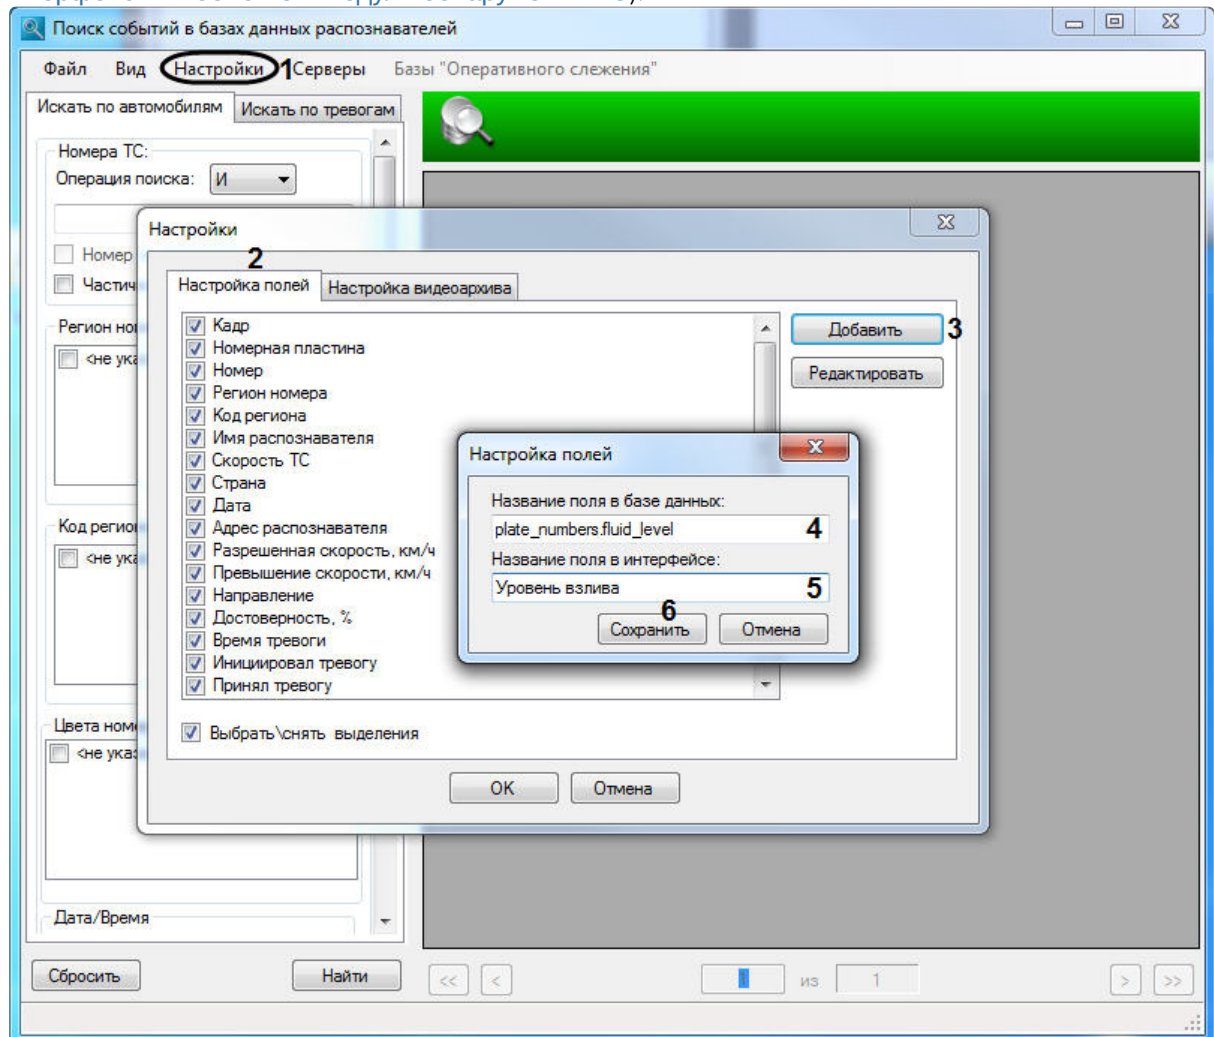 Поиск событий в базах данных распознавателей
Файл Вид Настройки 1 Серверы Базы "Оперативного слежения"
Искать по автомобилям Искать по тревогам
Номера ТС:
Операция поиска: И
Настройки
Номер
2
Частич
Настройка полей Настройка видеоархива
Регион но
<не ука
Кадр
Добавить 3
Номерная пластина
Номер
Редактировать
Регион номера
Код региона
Имя распознавателя
Скорость ТС
Страна
Дата
Адрес распознавателя
Разрешенная скорость, км/ч
Превышение скорости, км/ч
Направление
Достоверность, %
Время тревоги
Инициировал тревогу
Принял тревогу
Настройка полей
Название поля в базе данных:
plate_numbers.fluid_level 4
Название поля в интерфейсе:
Уровень взлива 5
6
Сохранить Отмена
Код регио
<не ука
Выбрать\снять выделения
Цвета ном
<не ука
OK Отмена
Дата/Время
Сбросить Найти
<< < 1 из 1 > >>